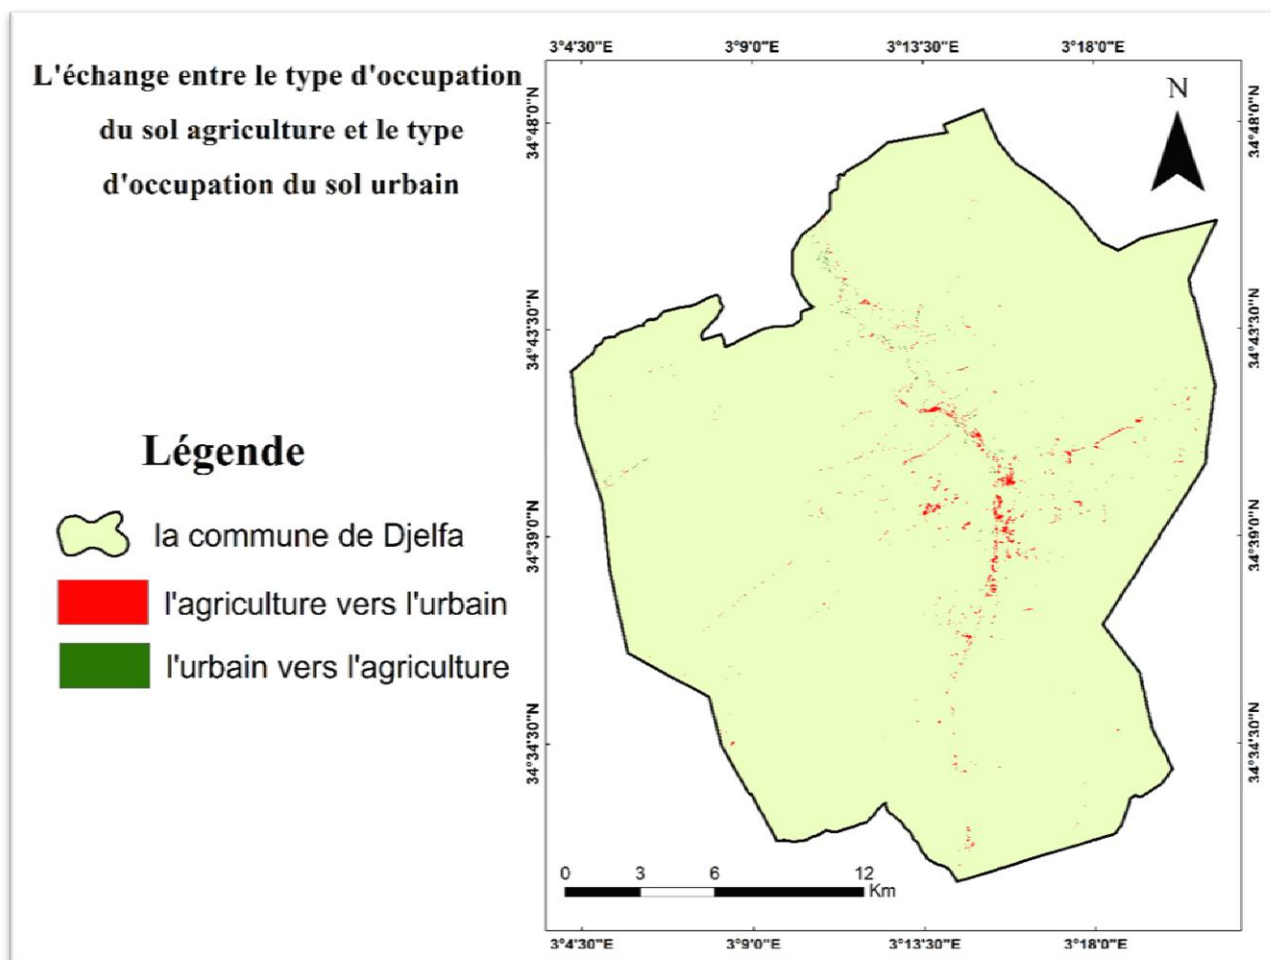 L'échange entre le type d'occupation
du sol agriculture et le type
d'occupation du sol urbain
Légende
la commune de Djelfa
l'agriculture vers l'urbain
l'urbain vers l'agriculture
3°4'30"E 3°9'0"E 3°13'30"E 3°18'0"E
N
34°48'0"N 34°48'0"N
34°43'30"N 34°43'30"N
34°39'0"N 34°39'0"N
34°34'30"N 34°34'30"N
0 3 6 12
Km
3°4'30"E 3°9'0"E 3°13'30"E 3°18'0"E